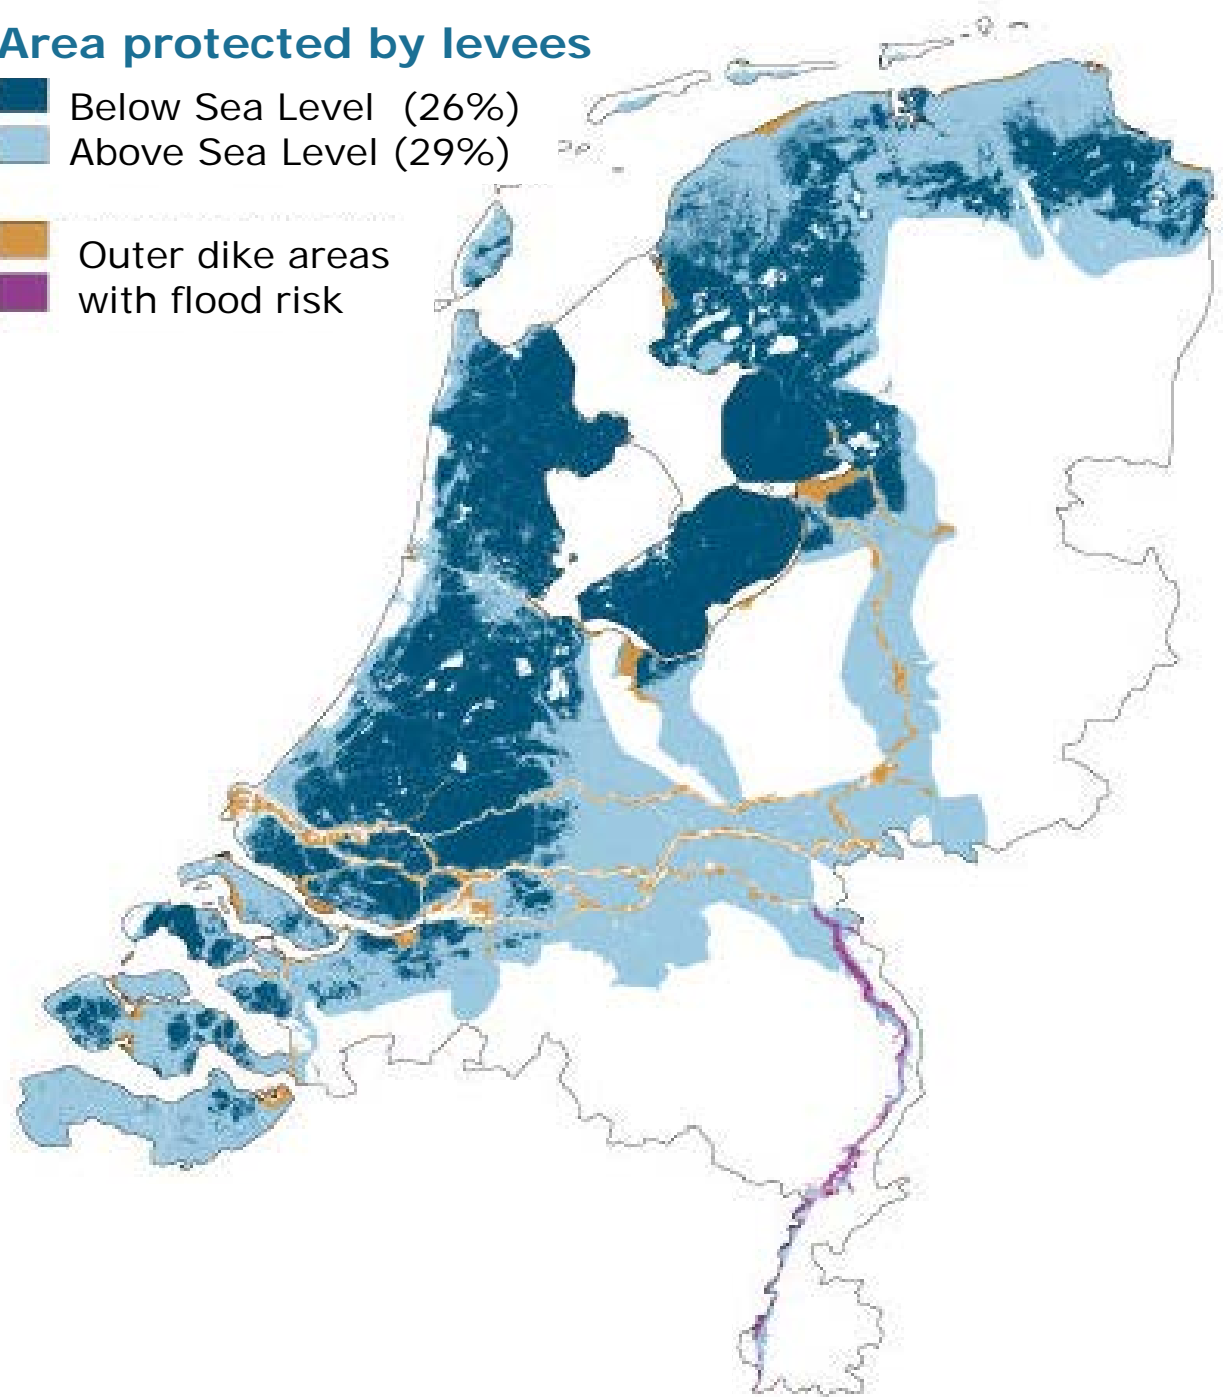 Area protected by levees
Below Sea Level (26%)
Above Sea Level (29%)
Outer dike areas
with flood risk